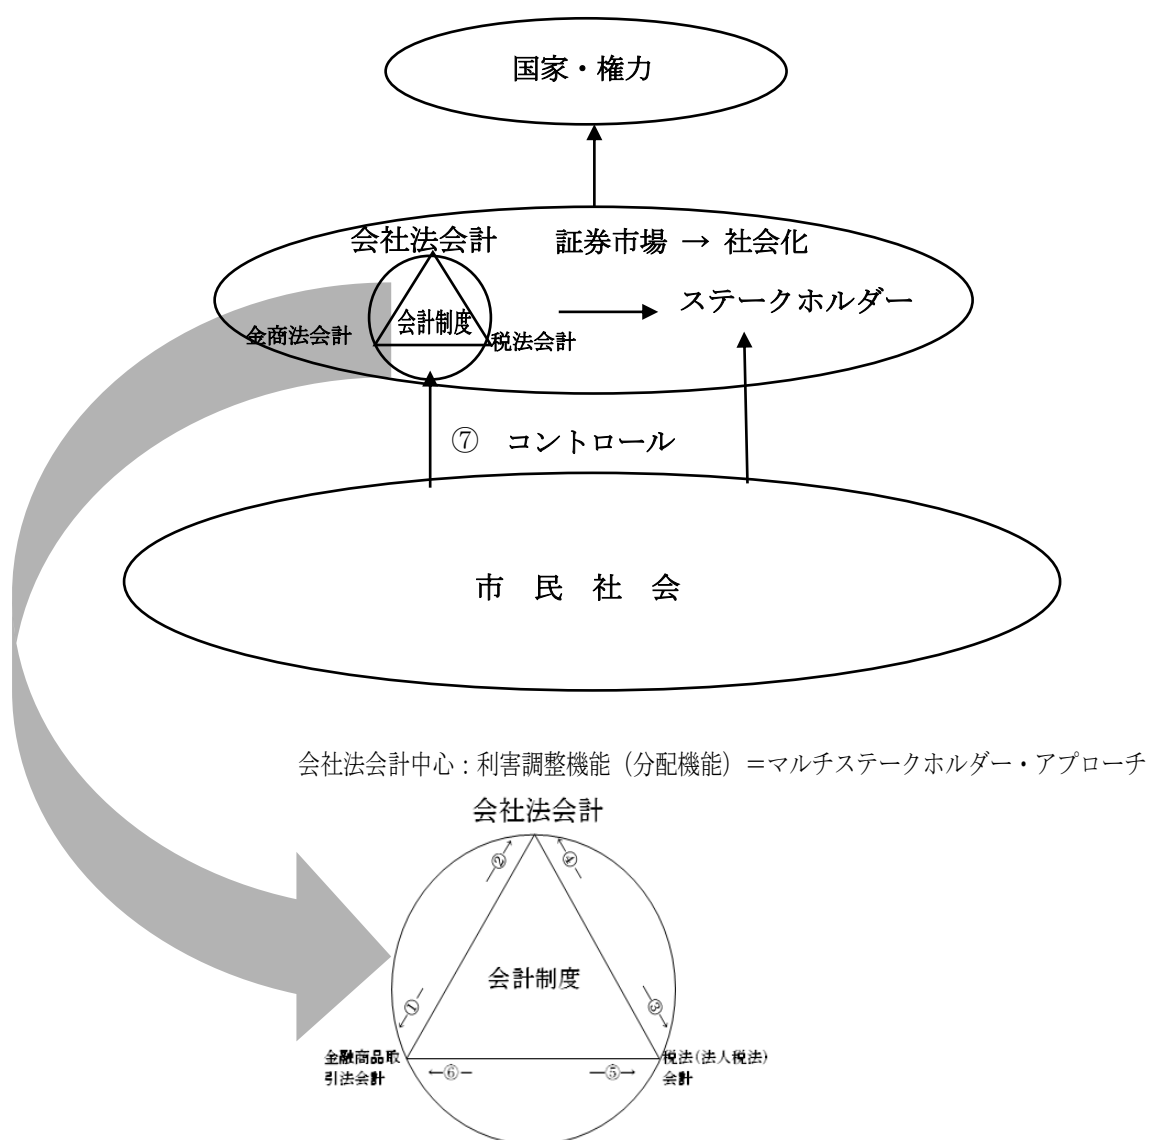 国家・権力
会社法会計
証券市場 → 社会化
ステークホルダー
会計制度
金商法会計
税法会計
⑦ コントロール
市 民 社 会
会社法会計中心：利害調整機能（分配機能）＝マルチステークホルダー・アプローチ
会社法会計
②
④
会計制度
①
③
金融商品取
引法会計
←⑥－
－⑤→
税法(法人税法)
会計